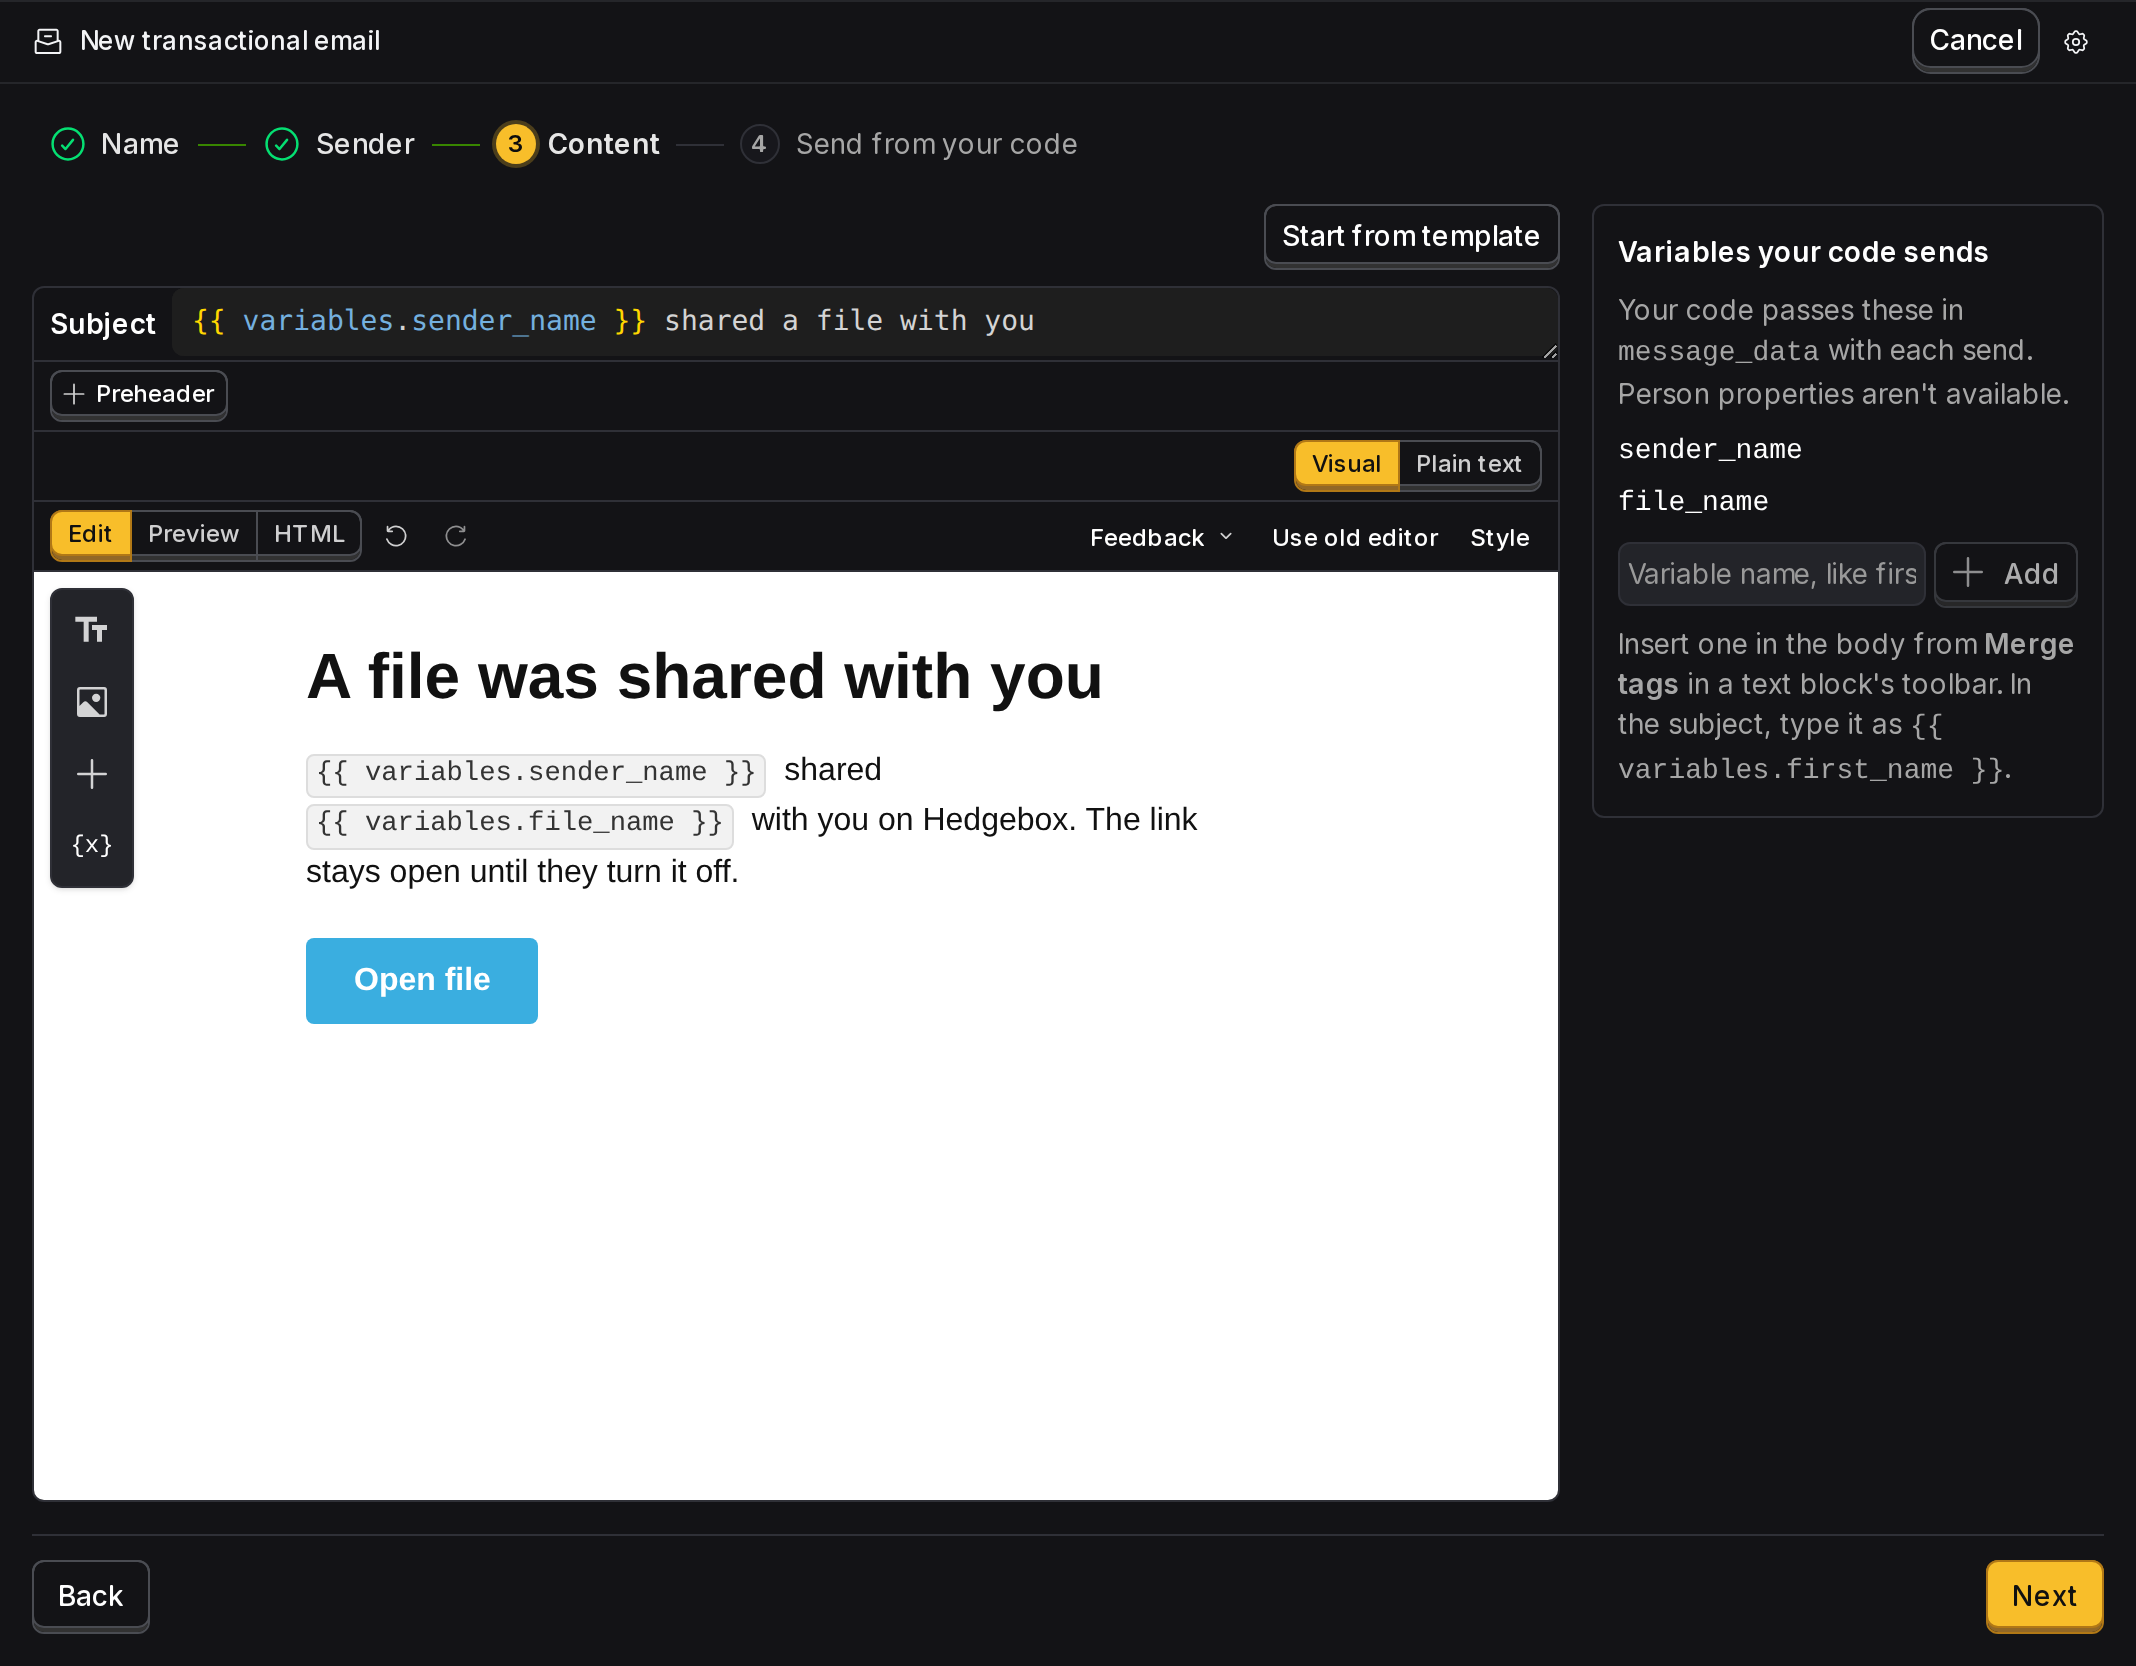 New transactional email
Cancel
Name
Sender
3 Content
4 Send from your code
Start from template
Subject {{ variables.sender_name }} shared a file with you
Preheader
Visual Plain text
Edit Preview HTML
Feedback Use old editor Style
Tт
{x}
A file was shared with you
{{ variables.sender_name }} shared
{{ variables.file_name }} with you on Hedgebox. The link
stays open until they turn it off.
Open file
Variables your code sends
Your code passes these in
message_data with each send.
Person properties aren't available.
sender_name
file_name
Variable name, like firs
Add
Insert one in the body from Merge
tags in a text block's toolbar. In
the subject, type it as {{
variables.first_name }}.
Back
Next